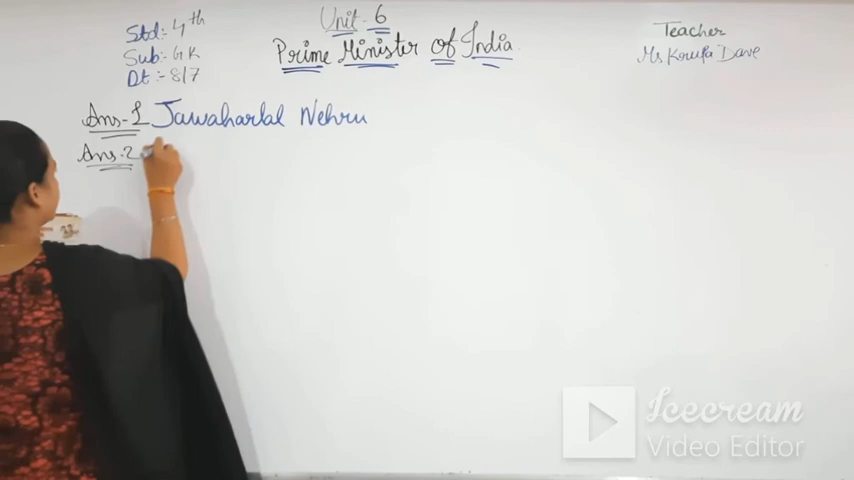 Unit - 6
Std:- 4th
Sub:- GK
Dt :- 8/7
Prime Minister of India
Teacher
Ms Krupa Dave
Ans-1 Jawaharlal Nehru
Ans-2
Icecream
Video Editor